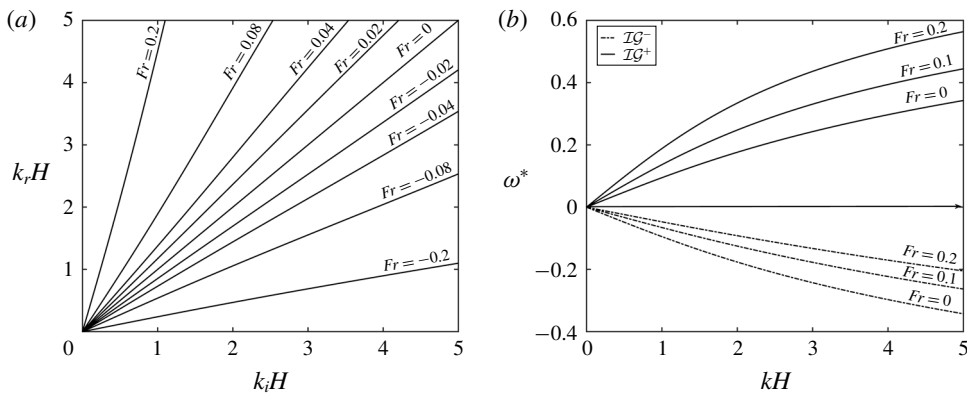 (a)
5
4
3
2
1
0
1
2
3
4
5
k_rH
k_iH
Fr = 0.2
Fr = 0.08
Fr = 0.04
Fr = 0.02
Fr = 0
Fr = −0.02
Fr = −0.04
Fr = −0.08
Fr = −0.2
(b)
0.6
0.4
0.2
0
−0.2
−0.4
0
1
2
3
4
5
ω*
kH
IG−
IG+
Fr = 0.2
Fr = 0.1
Fr = 0
Fr = 0.2
Fr = 0.1
Fr = 0